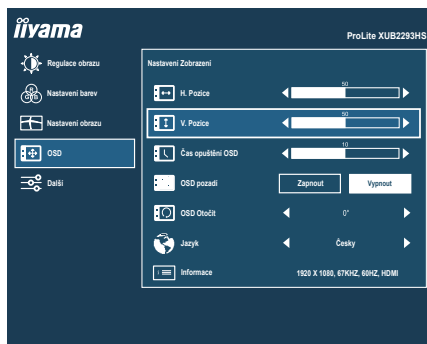 iiyama
ProLite XUB2293HS
Regulace obrazu
Nastavení barev
Nastavení obrazu
OSD
Další
Nastavení Zobrazení
H. Pozice
50
V. Pozice
50
Čas opuštění OSD
10
OSD pozadí
Zapnout
Vypnout
OSD Otočit
0°
Jazyk
Česky
Informace
1920 X 1080, 67KHZ, 60HZ, HDMI